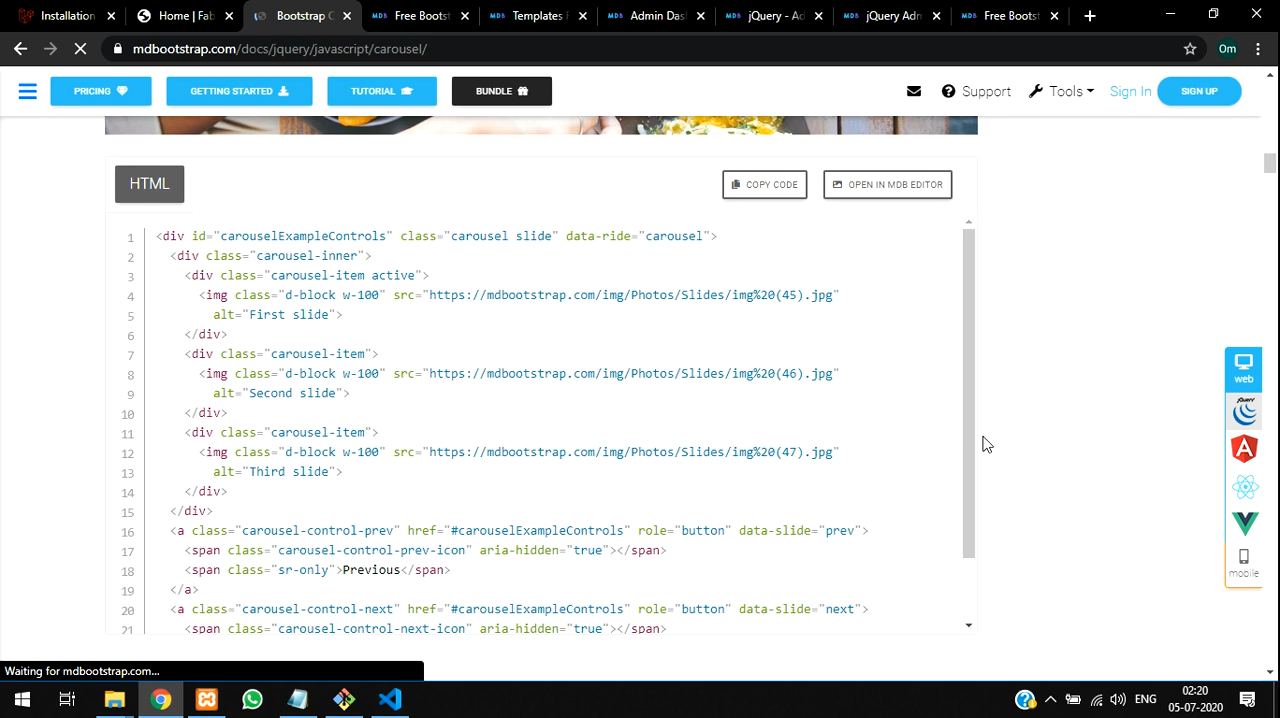 Installation
Home | Fab
Bootstrap C
MDB Free Boots
MDB Templates F
MDB Admin Das
MDB jQuery - Ad
MDB jQuery Adm
MDB Free Boots
mdbootstrap.com/docs/jquery/javascript/carousel/
Om
PRICING
GETTING STARTED
TUTORIAL
BUNDLE
Support
Tools
Sign In
SIGN UP
HTML
COPY CODE
OPEN IN MDB EDITOR
1 <div id="carouselExampleControls" class="carousel slide" data-ride="carousel">
2 <div class="carousel-inner">
3 <div class="carousel-item active">
4 <img class="d-block w-100" src="https://mdbootstrap.com/img/Photos/Slides/img%20(45).jpg"
5 alt="First slide">
6 </div>
7 <div class="carousel-item">
8 <img class="d-block w-100" src="https://mdbootstrap.com/img/Photos/Slides/img%20(46).jpg"
9 alt="Second slide">
10 </div>
11 <div class="carousel-item">
12 <img class="d-block w-100" src="https://mdbootstrap.com/img/Photos/Slides/img%20(47).jpg"
13 alt="Third slide">
14 </div>
15 </div>
16 <a class="carousel-control-prev" href="#carouselExampleControls" role="button" data-slide="prev">
17 <span class="carousel-control-prev-icon" aria-hidden="true"></span>
18 <span class="sr-only">Previous</span>
19 </a>
20 <a class="carousel-control-next" href="#carouselExampleControls" role="button" data-slide="next">
21 <span class="carousel-control-next-icon" aria-hidden="true"></span>
web
jQuery
mobile
Waiting for mdbootstrap.com...
ENG
02:20
05-07-2020